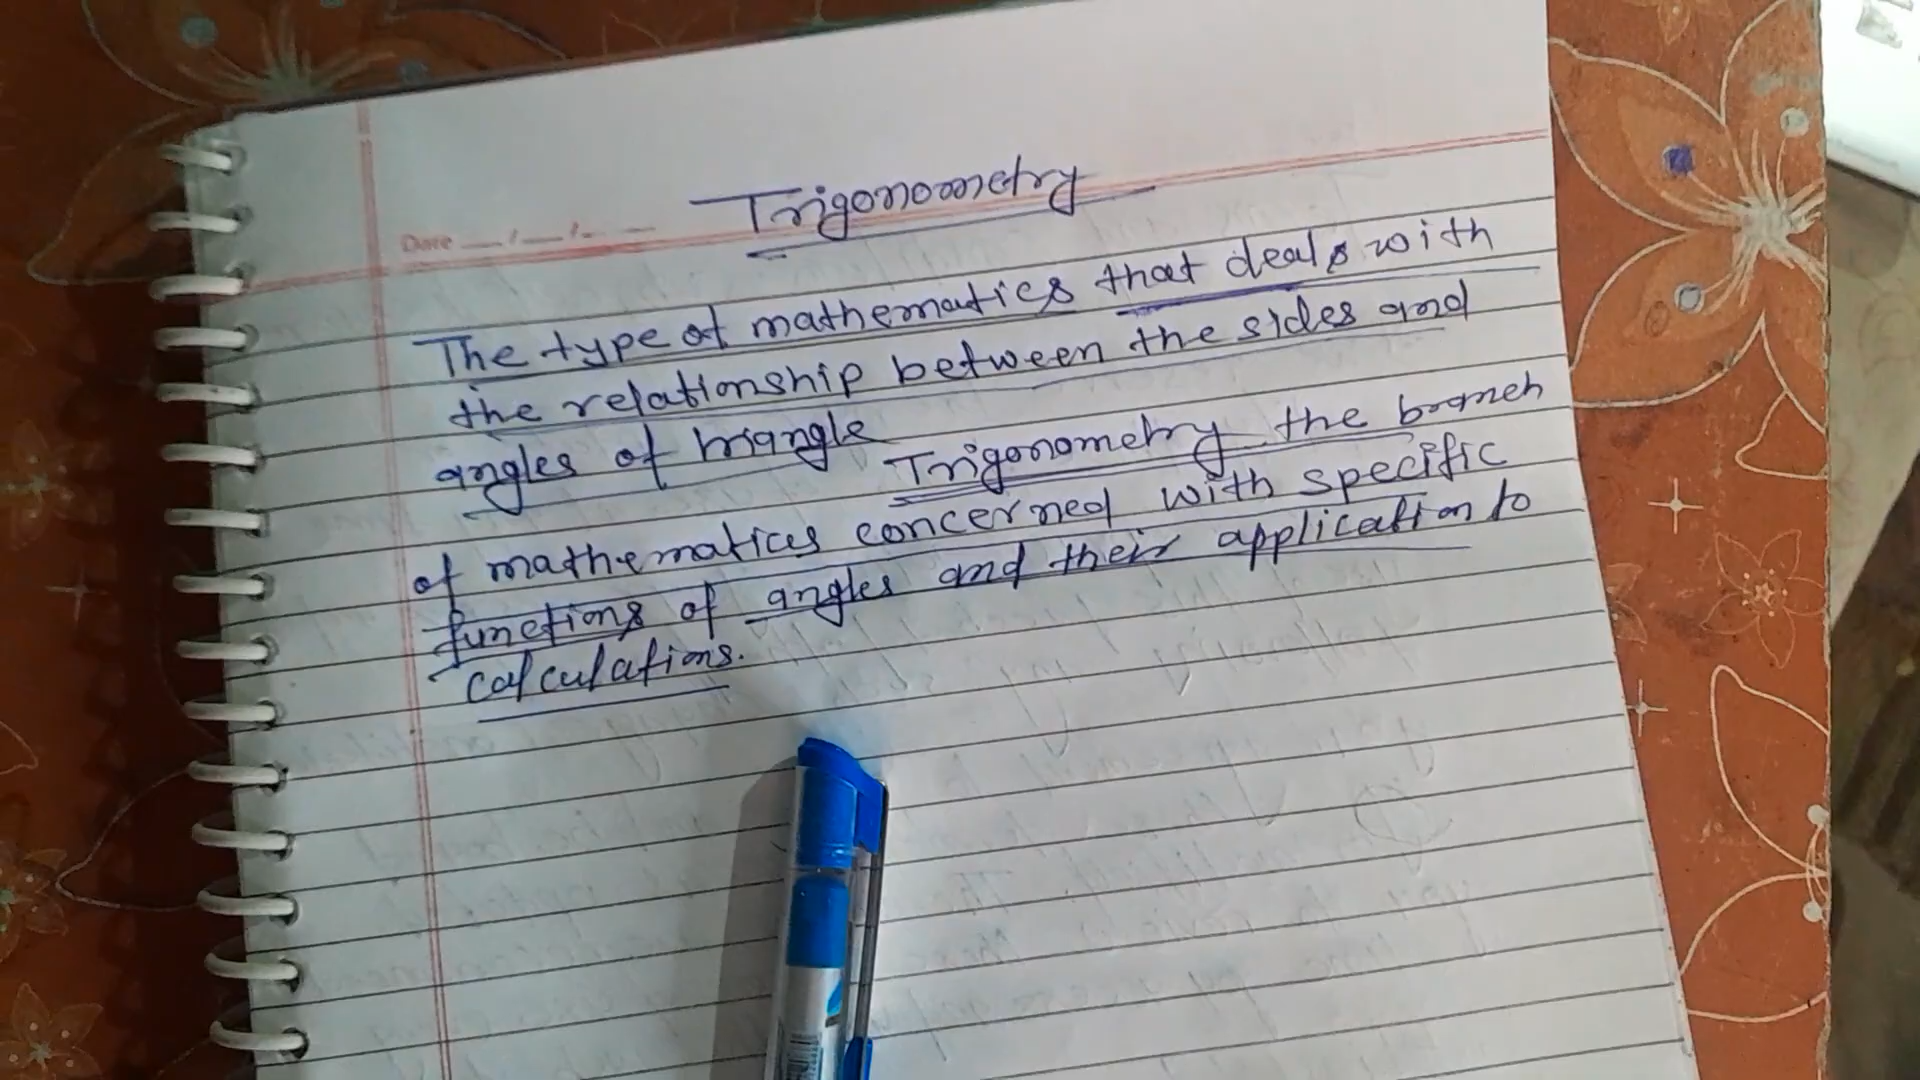 Trigonometry
Date
The type of mathematics that deals with
the relationship between the sides and
angles of triangle
Trigonometry the branch
of mathematics concerned with specific
functions of angles and their application to
calculations.